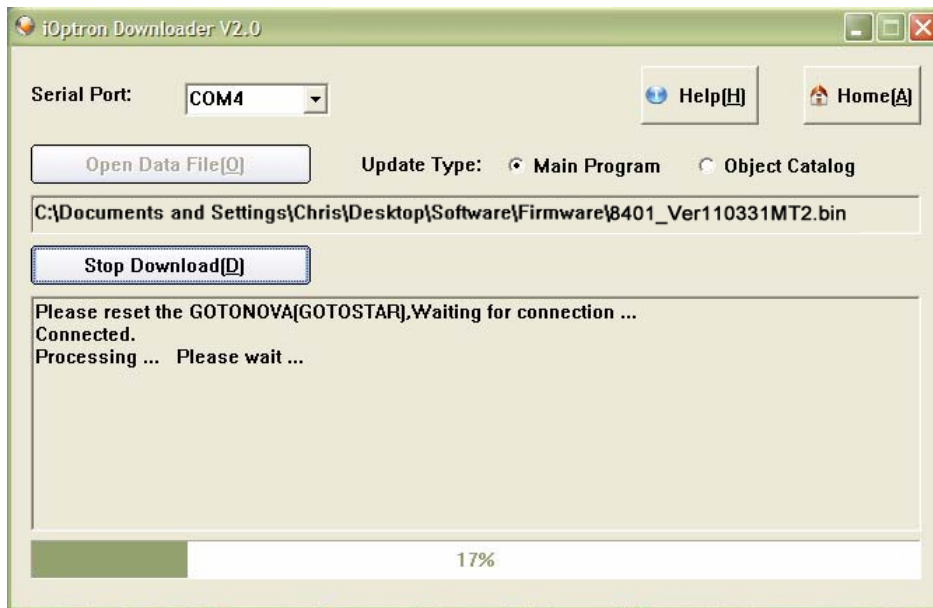 iOptron Downloader V2.0
Serial Port: COM4 Help(H) Home(A)
Open Data File(O) Update Type: Main Program Object Catalog
C:\Documents and Settings\Chris\Desktop\Software\Firmware\8401_Ver110331MT2.bin
Stop Download(D)
Please reset the GOTONOVA(GOTOSTAR),Waiting for connection ...
Connected.
Processing ... Please wait ...
17%